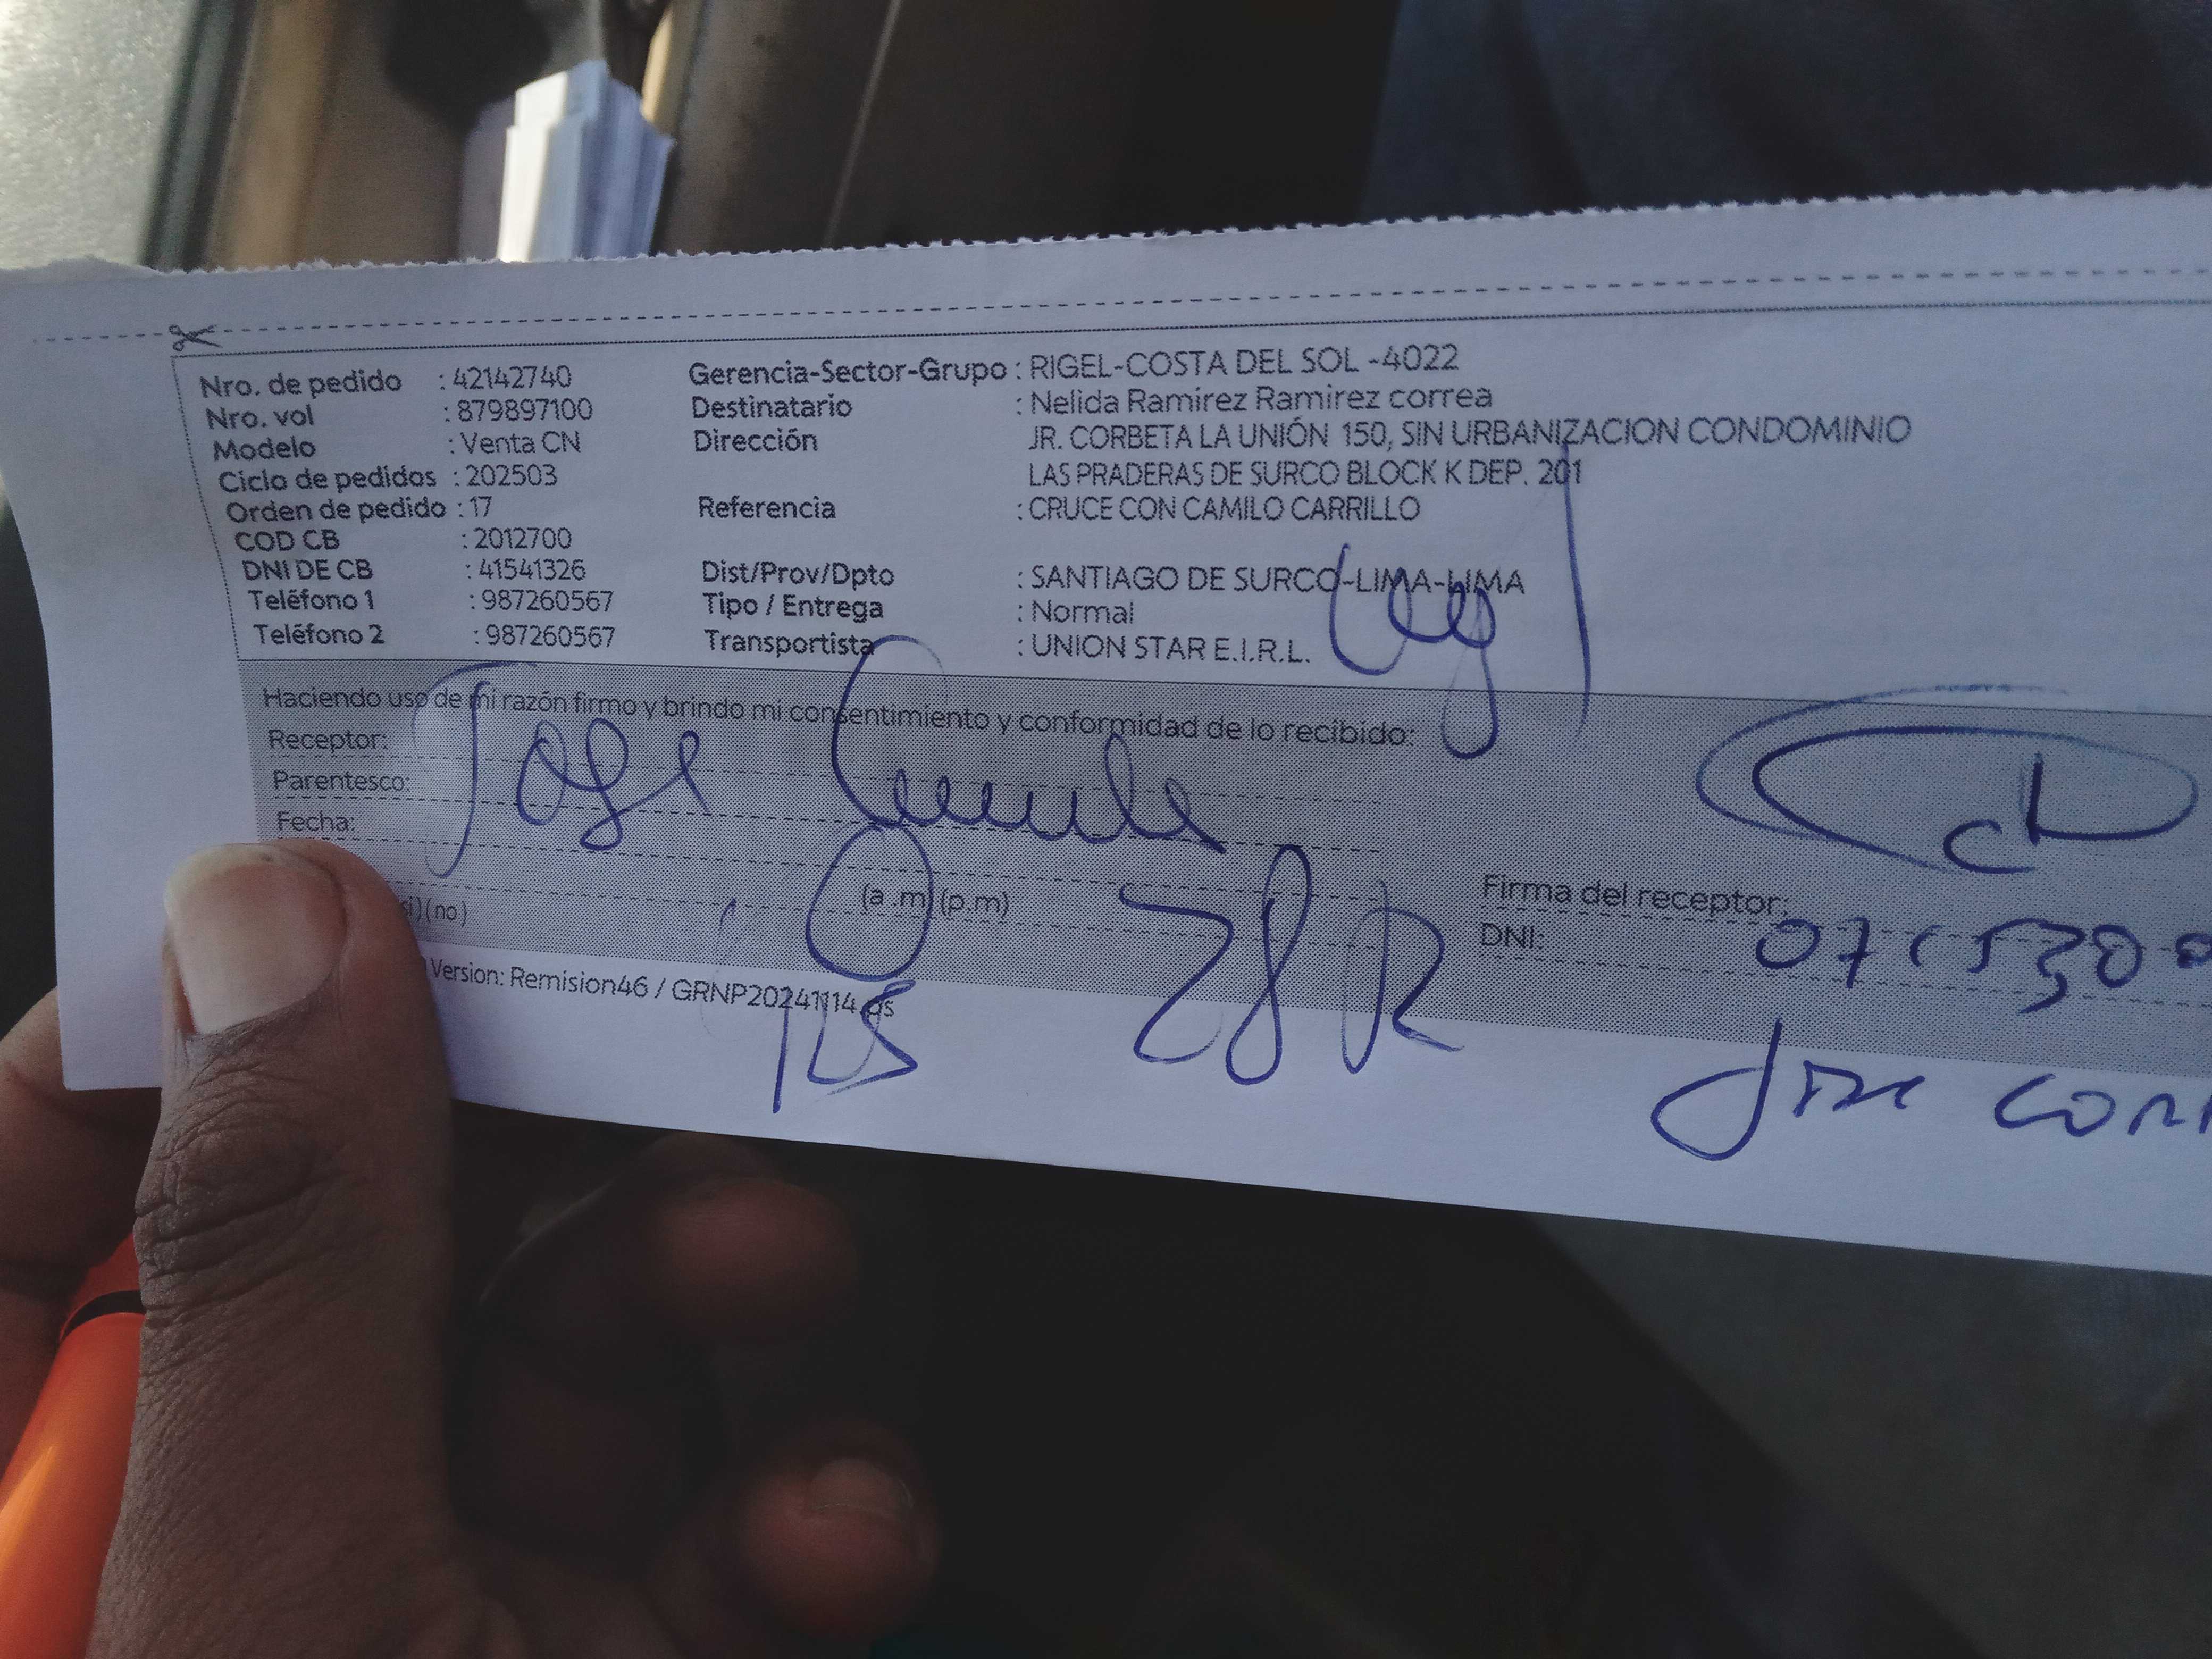 Nro. de pedido : 42142740
Nro. vol : 879897100
Modelo : Venta CN
Ciclo de pedidos : 202503
Orden de pedido : 17
COD CB : 2012700
DNI DE CB : 41541326
Teléfono 1 : 987260567
Teléfono 2 : 987260567
Gerencia-Sector-Grupo : RIGEL-COSTA DEL SOL -4022
Destinatario : Nelida Ramirez Ramirez correa
Dirección JR. CORBETA LA UNIÓN 150, SIN URBANIZACION CONDOMINIO
LAS PRADERAS DE SURCO BLOCK K DEP. 201
Referencia : CRUCE CON CAMILO CARRILLO
Dist/Prov/Dpto : SANTIAGO DE SURCO-LIMA-LIMA
Tipo / Entrega : Normal
Transportista : UNION STAR E.I.R.L.
Haciendo uso de mi razón firmo y brindo mi consentimiento y conformidad de lo recibido:
Receptor: Jose
Parentesco:
Fecha:
(a.m) (p.m)
si) (no)
Firma del receptor:
DNI:
Version: Remision46 / GRNP20241114.ps